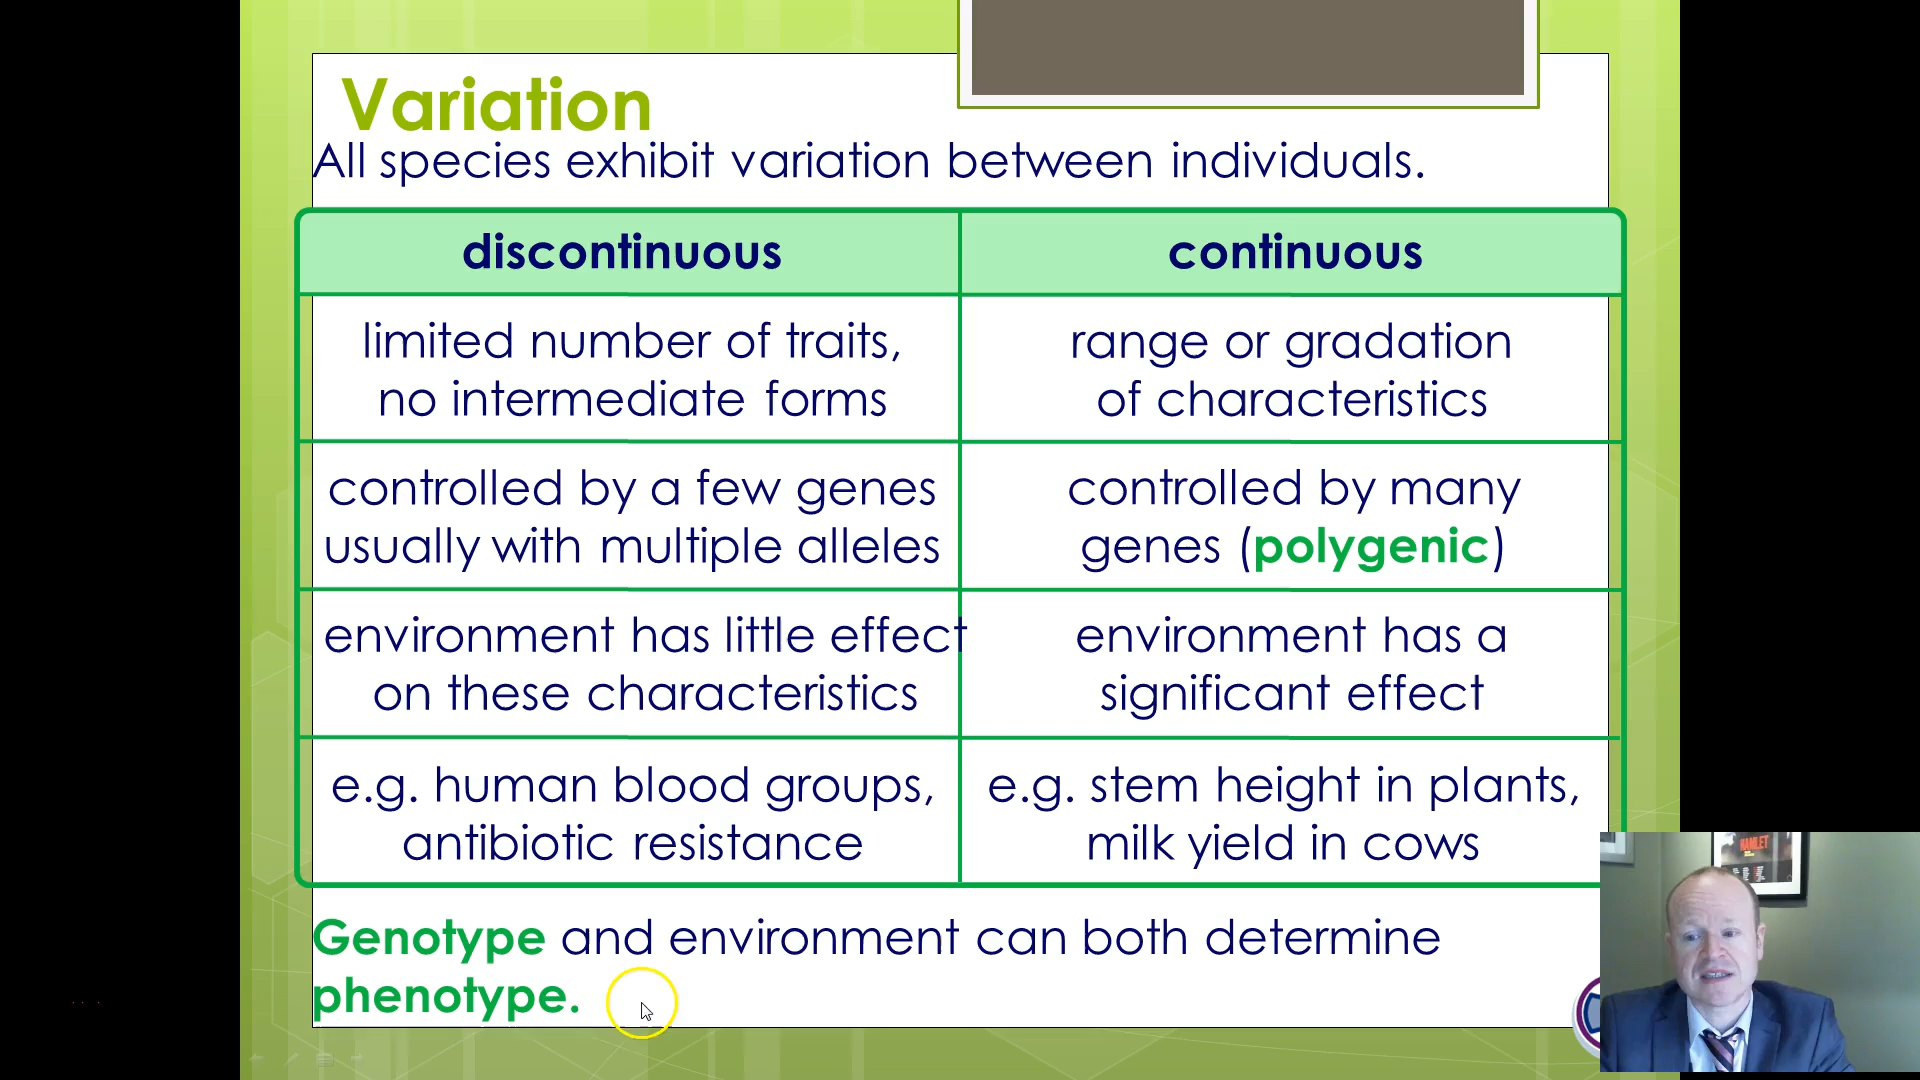 Variation
All species exhibit variation between individuals.
discontinuous
continuous
limited number of traits,
no intermediate forms
range or gradation
of characteristics
controlled by a few genes
usually with multiple alleles
controlled by many
genes (polygenic)
environment has little effect
on these characteristics
environment has a
significant effect
e.g. human blood groups,
antibiotic resistance
e.g. stem height in plants,
milk yield in cows
Genotype and environment can both determine
phenotype.
HAMLET